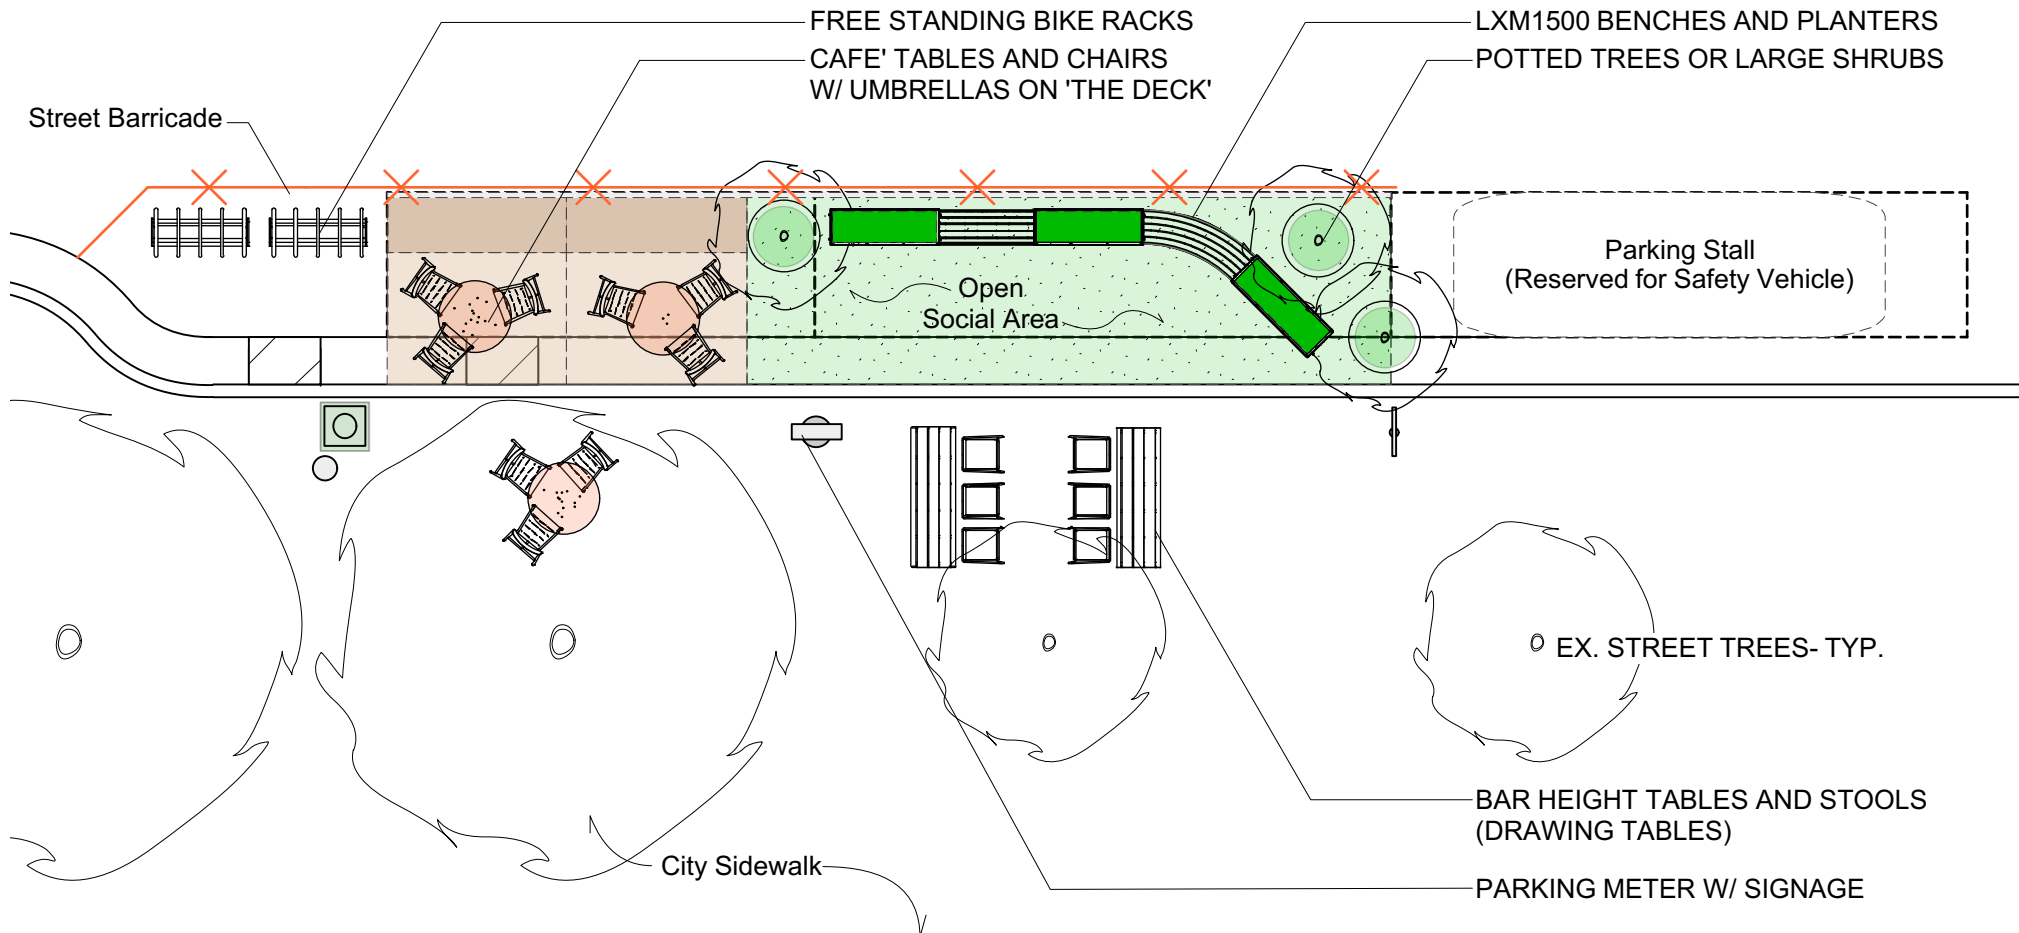 FREE STANDING BIKE RACKS
CAFE' TABLES AND CHAIRS
W/ UMBRELLAS ON 'THE DECK'
LXM1500 BENCHES AND PLANTERS
POTTED TREES OR LARGE SHRUBS
Street Barricade
Parking Stall
(Reserved for Safety Vehicle)
Open
Social Area
EX. STREET TREES- TYP.
BAR HEIGHT TABLES AND STOOLS
(DRAWING TABLES)
City Sidewalk
PARKING METER W/ SIGNAGE